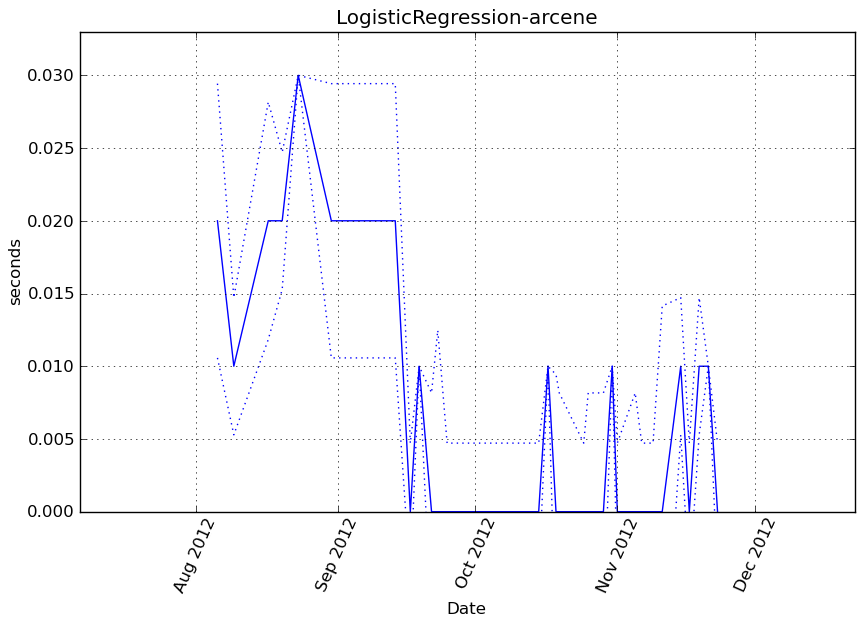 LogisticRegression-arcene
0.030
0.025
0.020
0.015
0.010
0.005
0.000
seconds
Aug 2012
Sep 2012
Oct 2012
Nov 2012
Dec 2012
Date